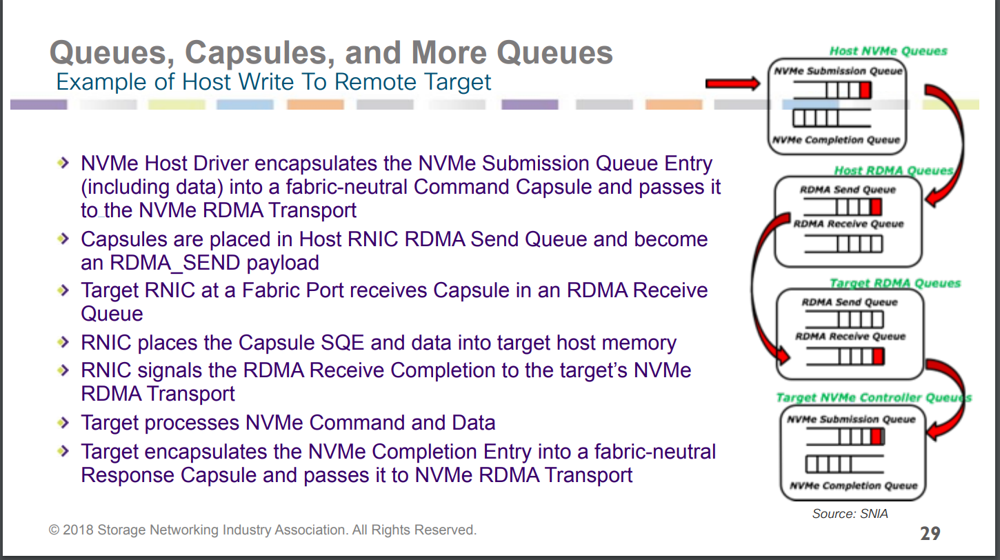 Queues, Capsules, and More Queues
Example of Host Write To Remote Target
NVMe Host Driver encapsulates the NVMe Submission Queue Entry
(including data) into a fabric-neutral Command Capsule and passes it
to the NVMe RDMA Transport
Capsules are placed in Host RNIC RDMA Send Queue and become
an RDMA_SEND payload
Target RNIC at a Fabric Port receives Capsule in an RDMA Receive
Queue
RNIC places the Capsule SQE and data into target host memory
RNIC signals the RDMA Receive Completion to the target's NVMe
RDMA Transport
Target processes NVMe Command and Data
Target encapsulates the NVMe Completion Entry into a fabric-neutral
Response Capsule and passes it to NVMe RDMA Transport
Host NVMe Queues
NVMe Submission Queue
NVMe Completion Queue
Host RDMA Queues
RDMA Send Queue
RDMA Receive Queue
Target RDMA Queues
RDMA Send Queue
RDMA Receive Queue
Target NVMe Controller Queues
NVMe Submission Queue
NVMe Completion Queue
Source: SNIA
© 2018 Storage Networking Industry Association. All Rights Reserved.
29